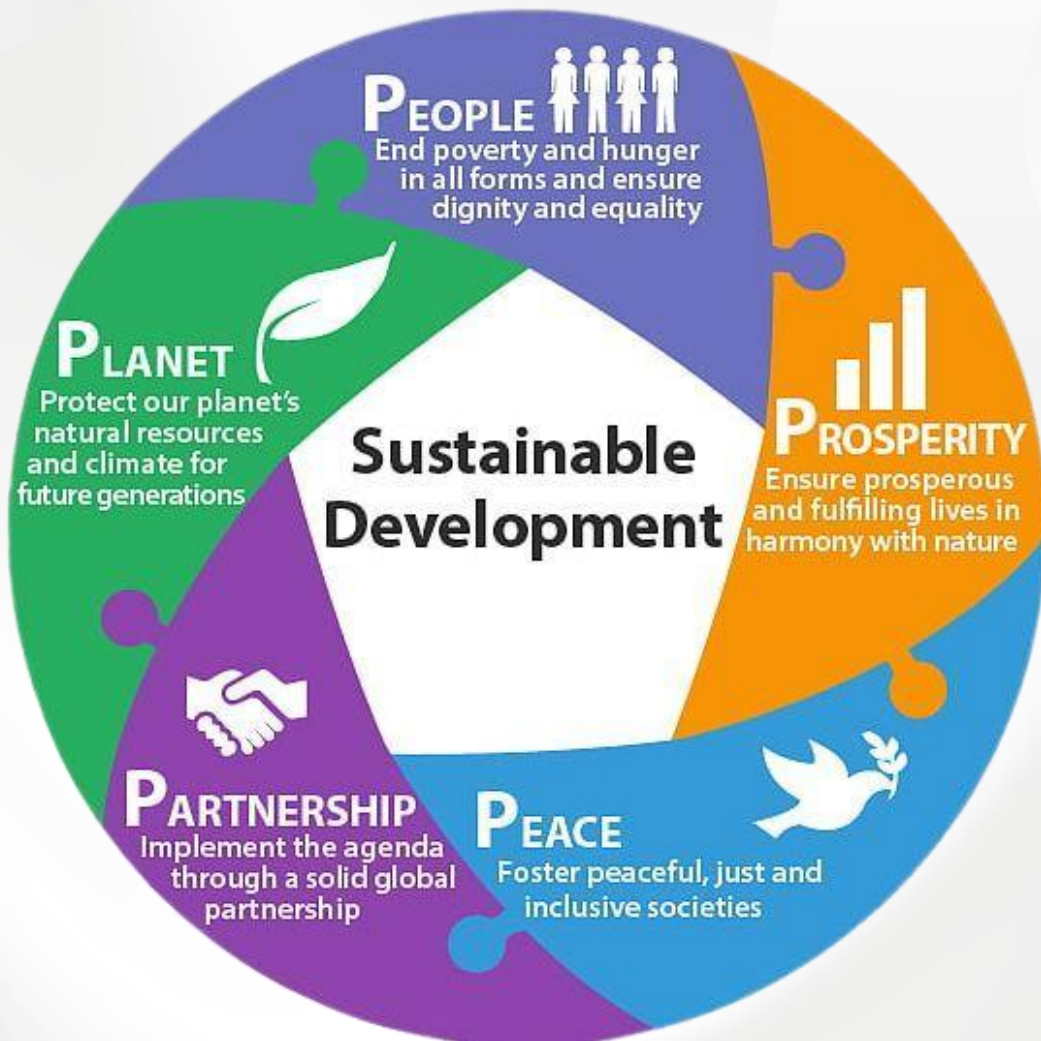 PEOPLE
End poverty and hunger
in all forms and ensure
dignity and equality
PROSPERITY
Ensure prosperous
and fulfilling lives in
harmony with nature
PEACE
Foster peaceful, just and
inclusive societies
PARTNERSHIP
Implement the agenda
through a solid global
partnership
PLANET
Protect our planet's
natural resources
and climate for
future generations
Sustainable
Development